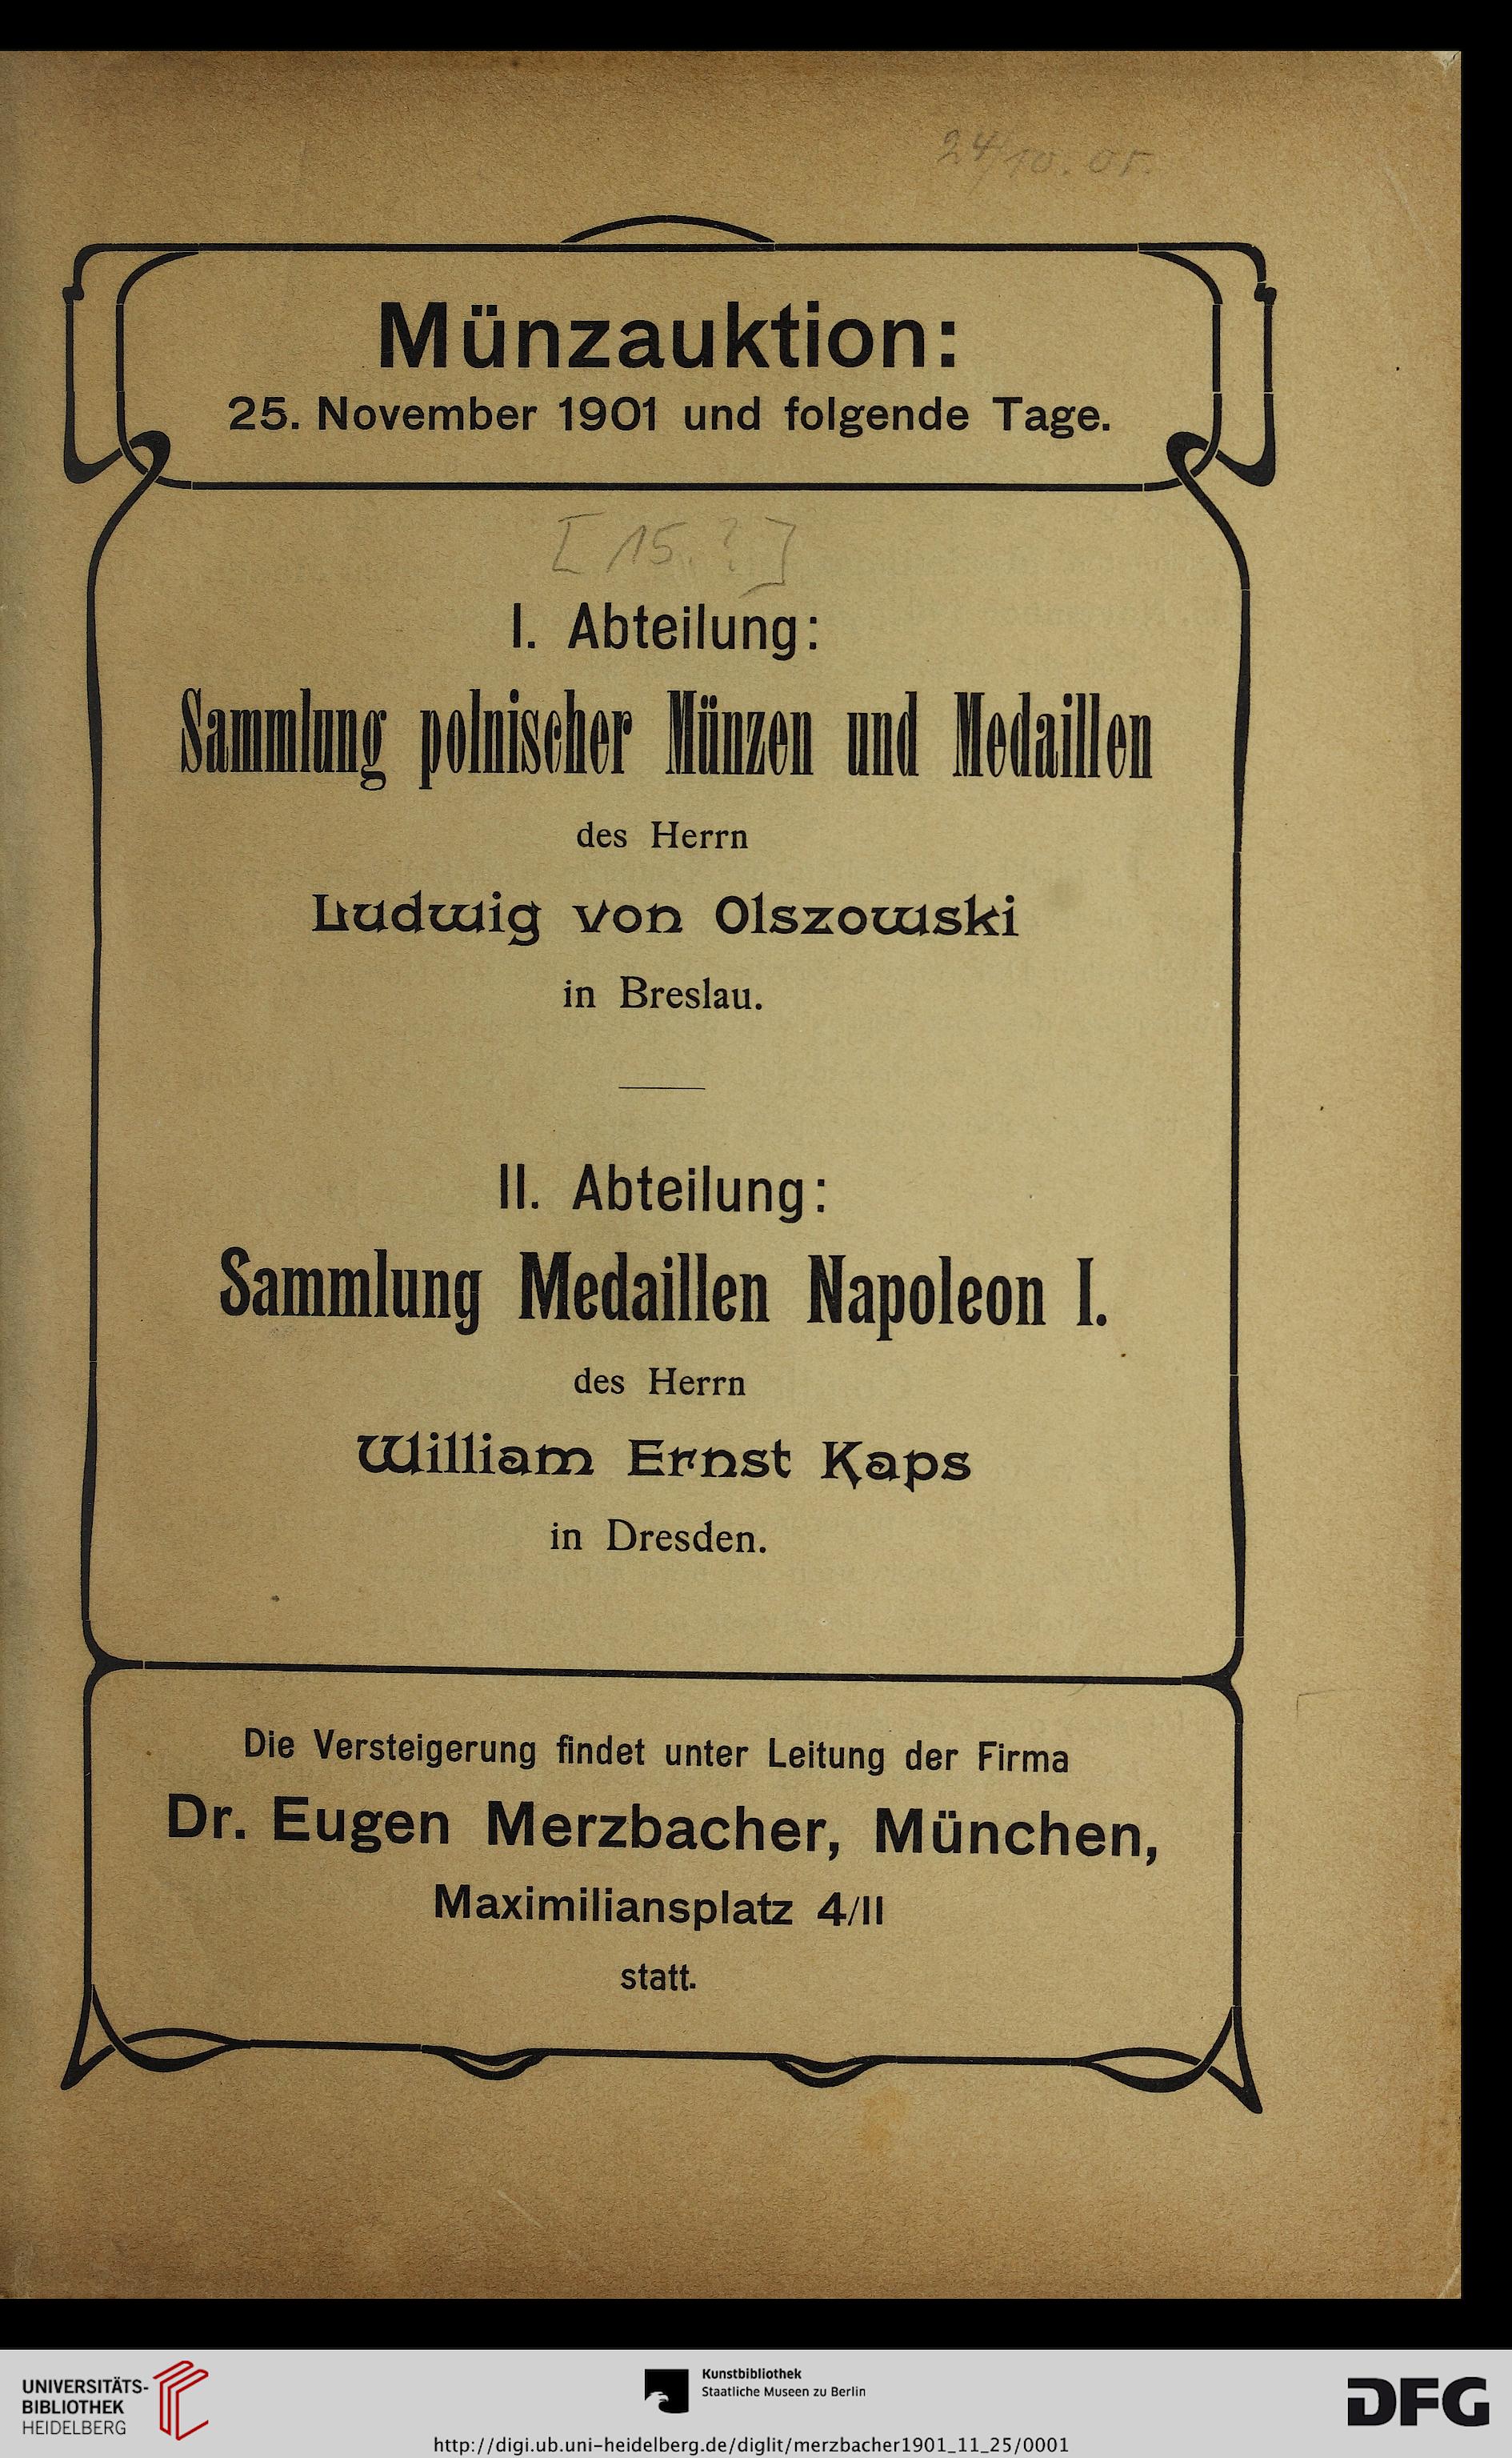 24/10. 05.
Münzauktion:
25. November 1901 und folgende Tage.
[15. ?]
I. Abteilung:
Sammlung polnischer Münzen und Medaillen
des Herrn
Ludwig von Olszowski
in Breslau.
II. Abteilung:
Sammlung Medaillen Napoleon I.
des Herrn
William Ernst Kaps
in Dresden.
Die Versteigerung findet unter Leitung der Firma
Dr. Eugen Merzbacher, München,
Maximiliansplatz 4/II
statt.
UNIVERSITÄTS-
BIBLIOTHEK
HEIDELBERG
Kunstbibliothek
Staatliche Museen zu Berlin
DFG
http://digi.ub.uni-heidelberg.de/diglit/merzbacher1901_11_25/0001